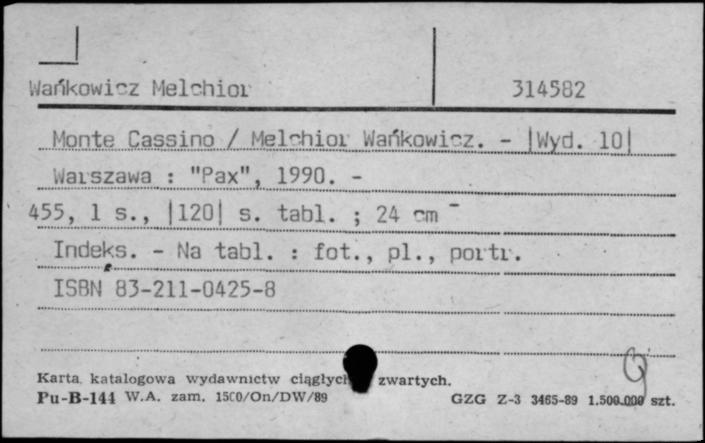 Wańkowicz Melchior 314582
Monte Cassino / Melchior Wańkowicz. - |Wyd. 10|
Warszawa : "Pax", 1990. -
455, 1 s., |120| s. tabl. ; 24 cm
Indeks. - Na tabl. : fot., pl., portr.
ISBN 83-211-0425-8
Karta katalogowa wydawnictw ciągłych zwartych.
Pu-B-144 W.A. zam. 1500/On/DW/89 GZG Z-3 3465-89 1.500.000 szt.